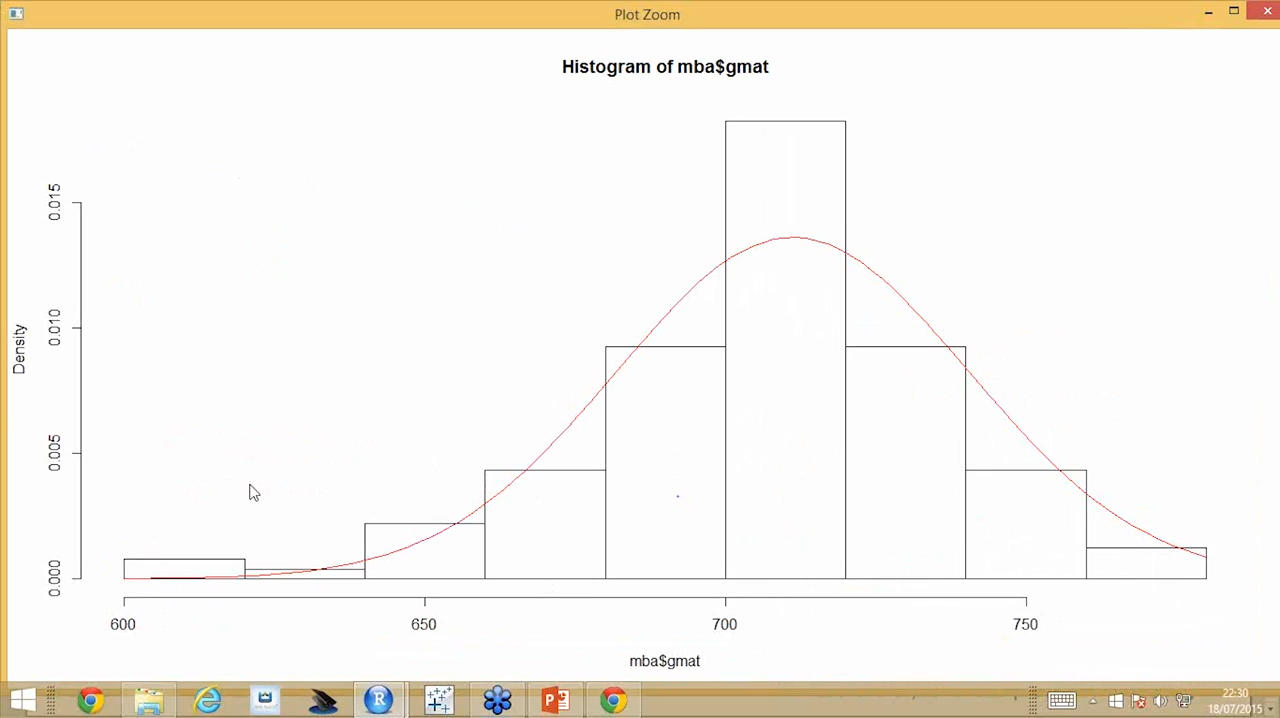 Plot Zoom
Histogram of mba$gmat
0.015
0.010
0.005
0.000
Density
600 650 700 750
mba$gmat
22:30
18/07/2015